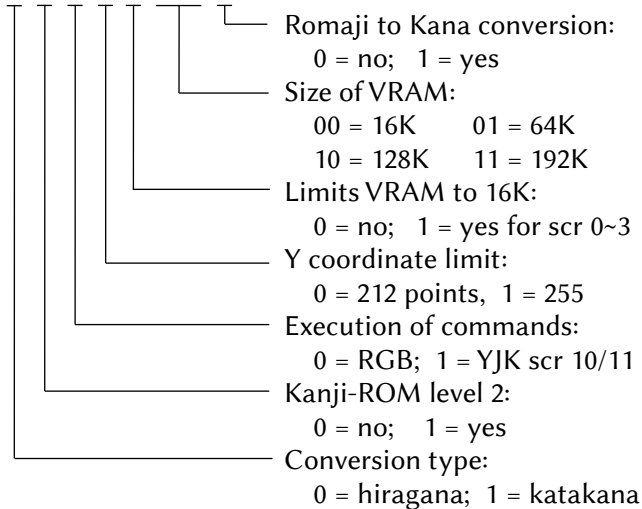 Romaji to Kana conversion:
0 = no; 1 = yes
Size of VRAM:
00 = 16K 01 = 64K
10 = 128K 11 = 192K
Limits VRAM to 16K:
0 = no; 1 = yes for scr 0~3
Y coordinate limit:
0 = 212 points, 1 = 255
Execution of commands:
0 = RGB; 1 = YJK scr 10/11
Kanji-ROM level 2:
0 = no; 1 = yes
Conversion type:
0 = hiragana; 1 = katakana